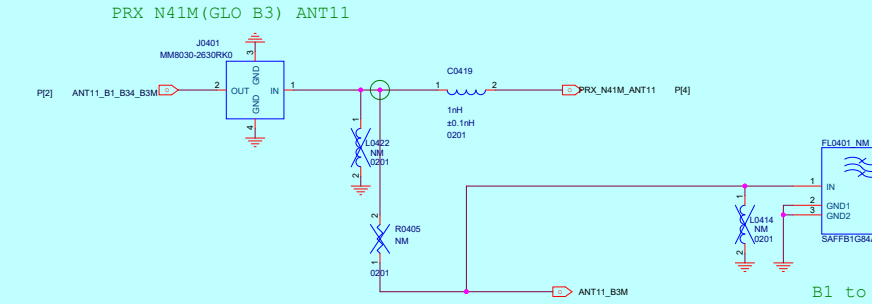 PRX N41M(GLO B3) ANT11
J0401
MM8030-2630RK0
3
GND
P[2]
ANT11_B1_B34_B3M
2
OUT
IN
1
GND
4
C0419
1
2
1nH
±0.1nH
0201
PRX_N41M_ANT11
P[4]
1
L0422
NM
0201
2
2
R0405
NM
1
0201
ANT11_B3M
1
L0414
NM
0201
2
FL0401 NM
1
IN
2
GND1
3
GND2
B1 to